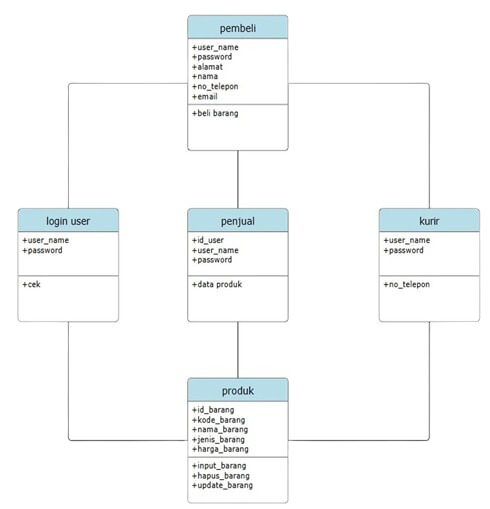 pembeli
+user_name
+password
+alamat
+nama
+no_telepon
+email
+beli barang
login user
+user_name
+password
+cek
penjual
+id_user
+user_name
+password
+data produk
kurir
+user_name
+password
+no_telepon
produk
+id_barang
+kode_barang
+nama_barang
+jenis_barang
+harga_barang
+input_barang
+hapus_barang
+update_barang